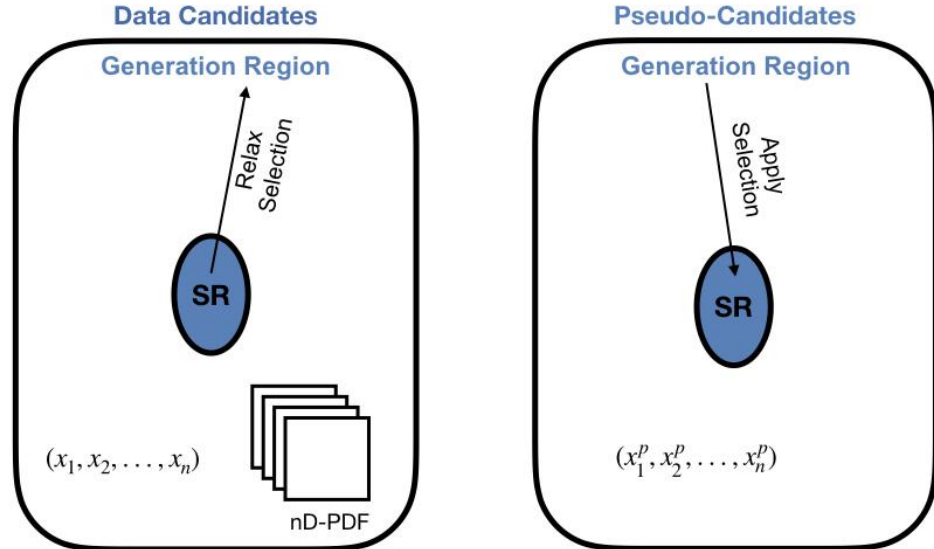 Data Candidates
Generation Region
Relax
Selection
SR
(x₁, x₂, . . . , xₙ)
nD-PDF
Pseudo-Candidates
Generation Region
Apply
Selection
SR
(x₁ᵖ, x₂ᵖ, . . . , xₙᵖ)